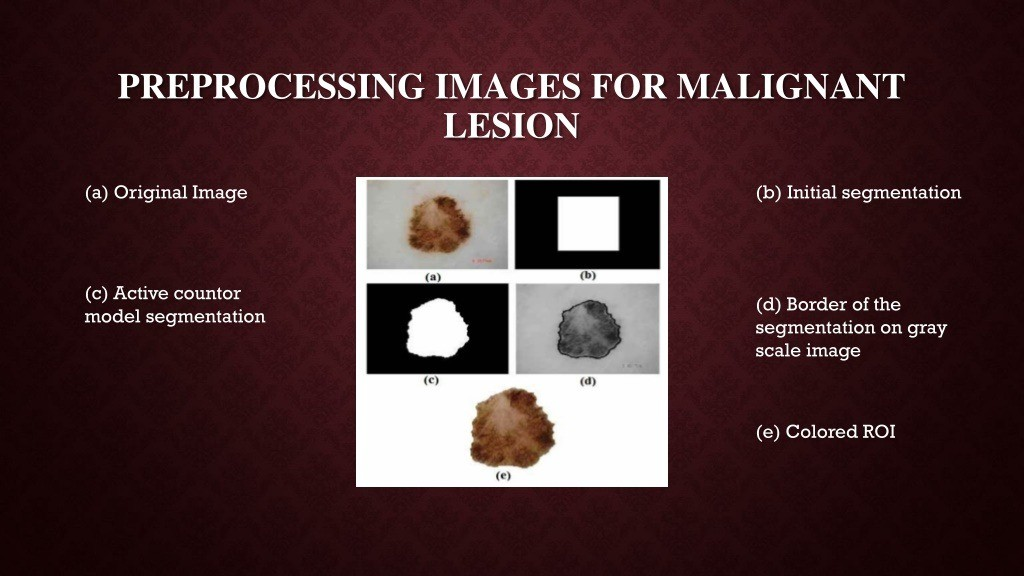 PREPROCESSING IMAGES FOR MALIGNANT
LESION
(a) Original Image
(b) Initial segmentation
(c) Active countor
model segmentation
(d) Border of the
segmentation on gray
scale image
(e) Colored ROI
(a)
(b)
(c)
(d)
(e)